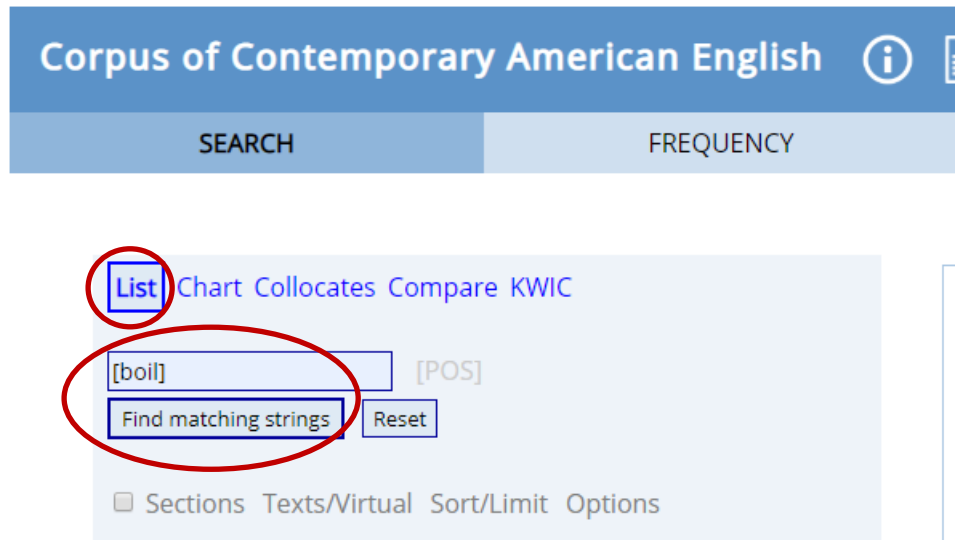 Corpus of Contemporary American English
SEARCH FREQUENCY
List Chart Collocates Compare KWIC
[boil] [POS]
Find matching strings Reset
Sections Texts/Virtual Sort/Limit Options